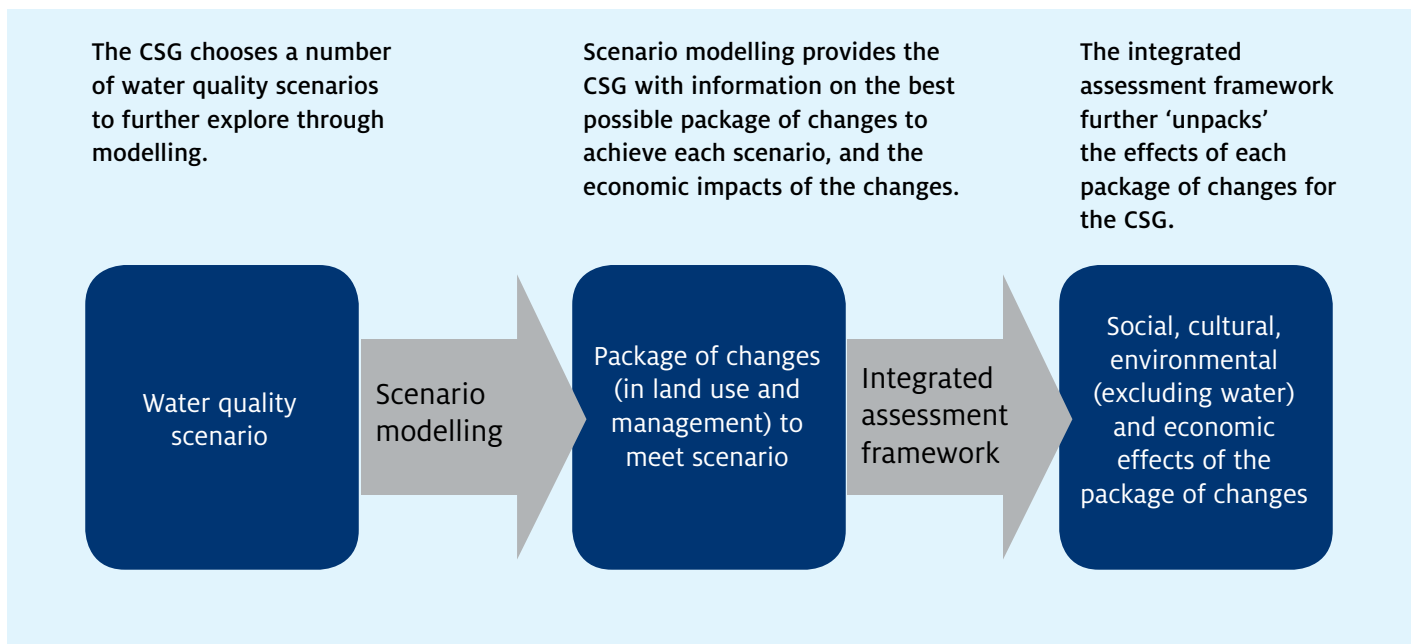 The CSG chooses a number
of water quality scenarios
to further explore through
modelling.
Scenario modelling provides the
CSG with information on the best
possible package of changes to
achieve each scenario, and the
economic impacts of the changes.
The integrated
assessment framework
further ‘unpacks’
the effects of each
package of changes for
the CSG.
Water quality
scenario
Scenario
modelling
Package of changes
(in land use and
management) to
meet scenario
Integrated
assessment
framework
Social, cultural,
environmental
(excluding water)
and economic
effects of the
package of changes